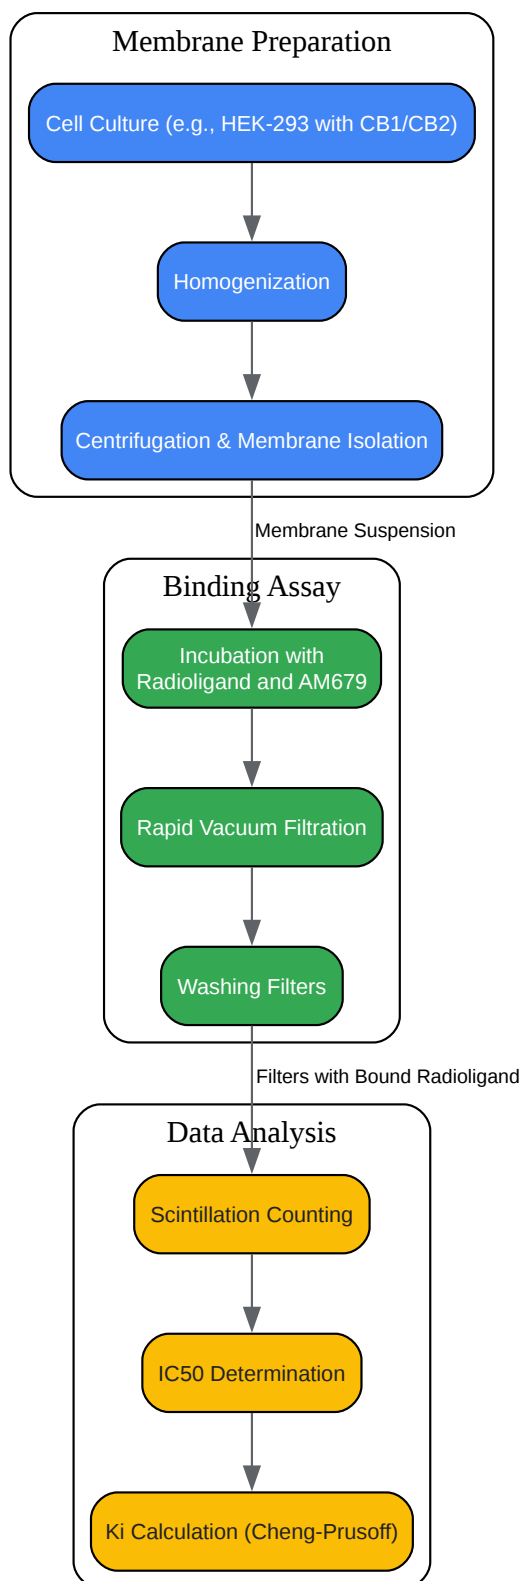 Membrane Preparation
Cell Culture (e.g., HEK-293 with CB1/CB2)
Homogenization
Centrifugation & Membrane Isolation
Membrane Suspension
Binding Assay
Incubation with
Radioligand and AM679
Rapid Vacuum Filtration
Washing Filters
Filters with Bound Radioligand
Data Analysis
Scintillation Counting
IC50 Determination
Ki Calculation (Cheng-Prusoff)